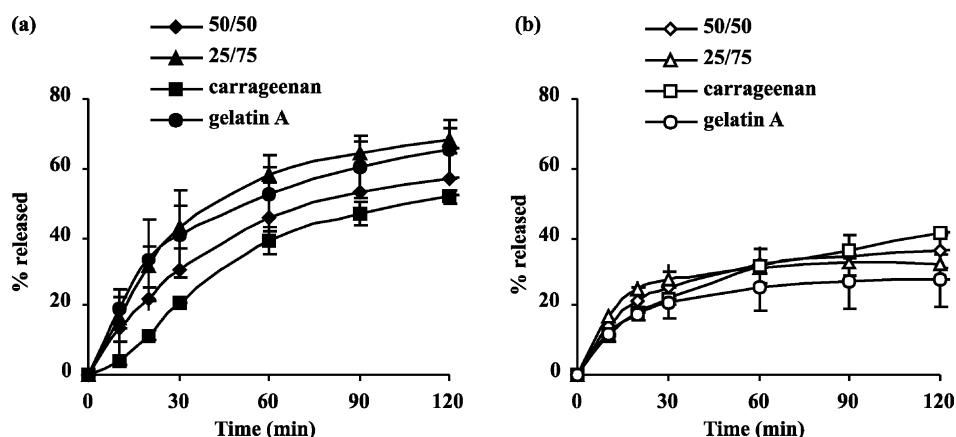 (a)
50/50
25/75
carrageenan
gelatin A
% released
80
60
40
20
0
0 30 60 90 120
Time (min)
(b)
50/50
25/75
carrageenan
gelatin A
% released
80
60
40
20
0
0 30 60 90 120
Time (min)